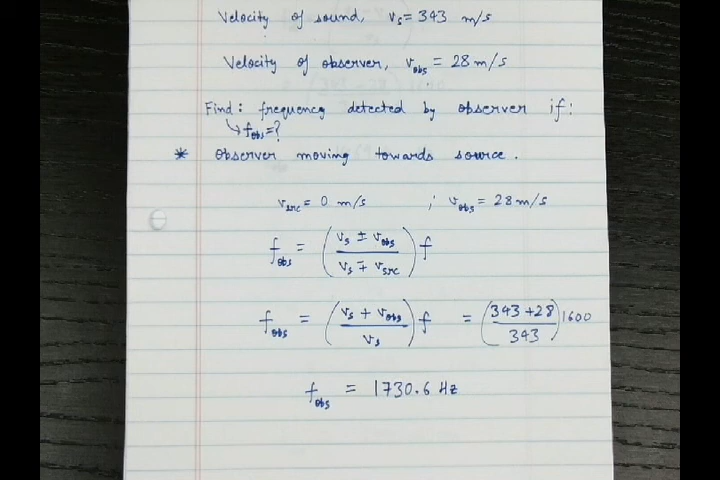 Velocity of sound, vs = 343 m/s
Velocity of observer, vobs = 28 m/s
Find: frequency detected by observer if:
↳ fobs = ?
* Observer moving towards source.
vsrc = 0 m/s ; vobs = 28 m/s
fobs = ( vs ± vobs / vs ∓ vsrc ) f
fobs = ( vs + vobs / vs ) f = ( 343 + 28 / 343 ) 1600
fobs = 1730.6 Hz